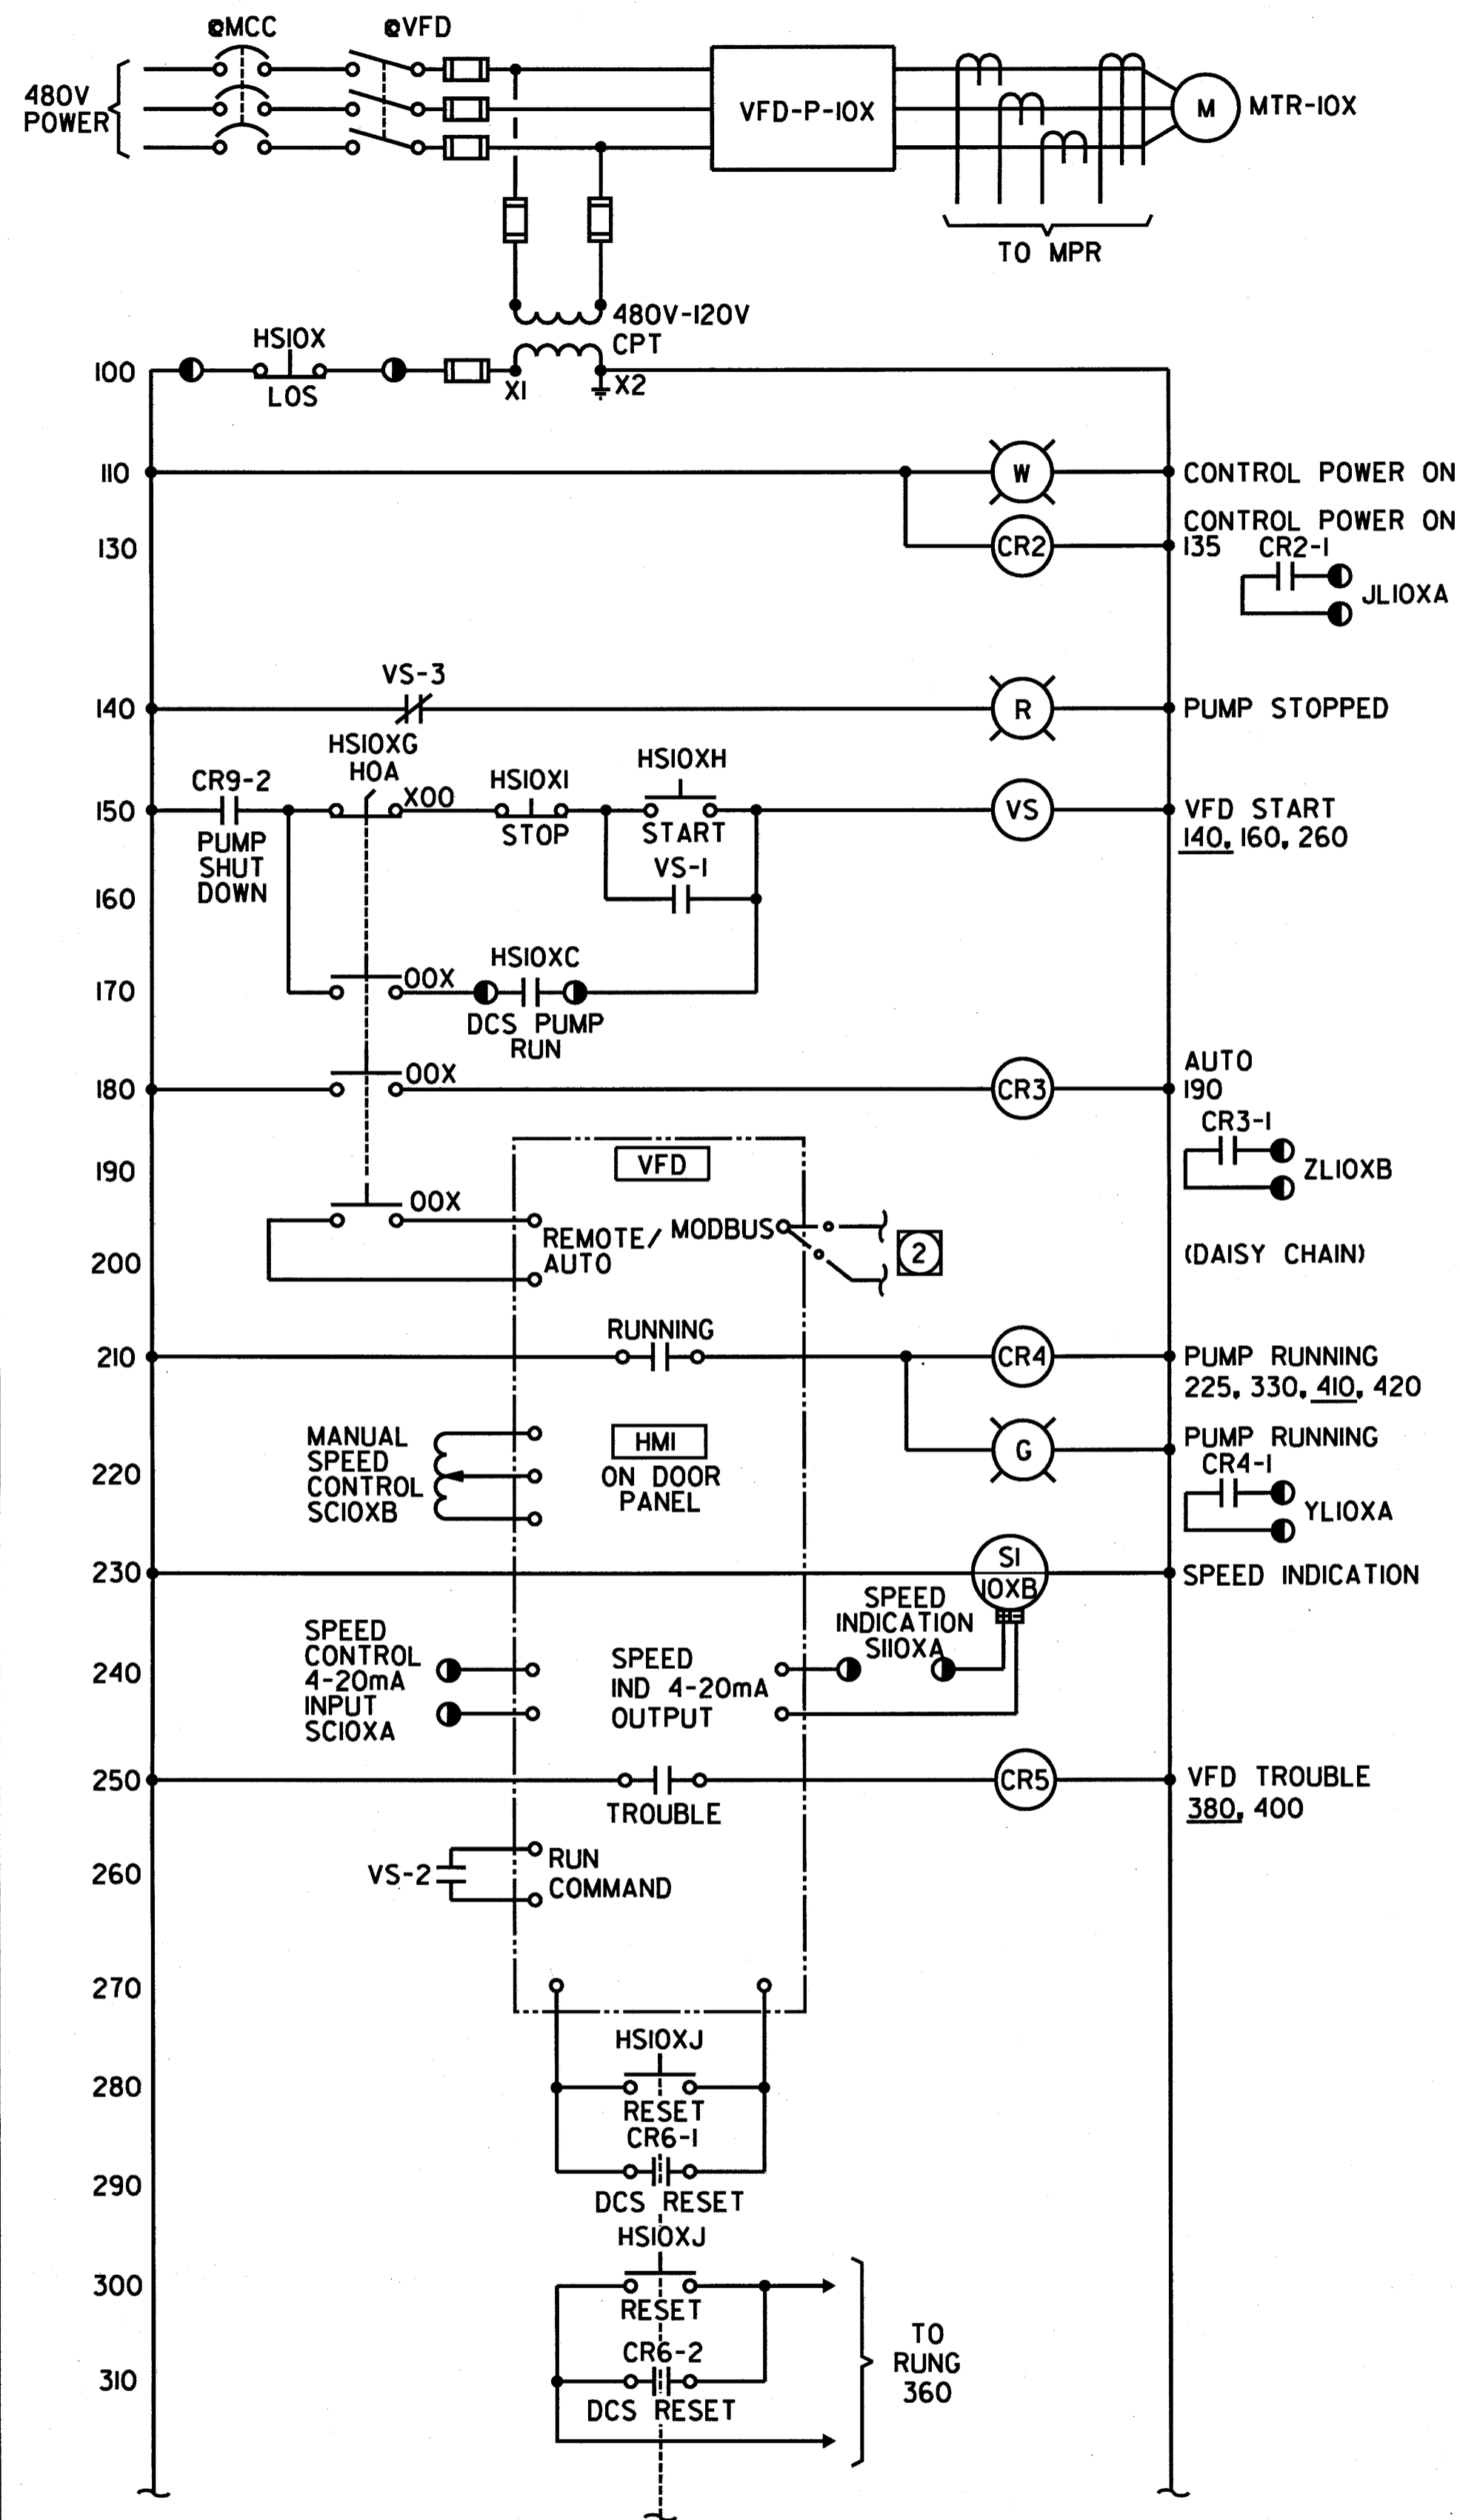 @MCC
@VFD
480V
POWER
VFD-P-10X
M
MTR-10X
TO MPR
480V-120V
CPT
HS10X
100
LOS
X1
X2
110
W
CONTROL POWER ON
CONTROL POWER ON
130
CR2
135
CR2-1
JL10XA
VS-3
140
R
PUMP STOPPED
HS10XG
HOA
HS10XH
CR9-2
HS10XI
X00
150
VS
VFD START
PUMP
SHUT
DOWN
STOP
START
140, 160, 260
VS-1
160
HS10XC
00X
170
DCS PUMP
RUN
00X
AUTO
180
CR3
190
CR3-1
190
VFD
ZL10XB
00X
REMOTE/
AUTO
MODBUS
2
200
(DAISY CHAIN)
RUNNING
210
CR4
PUMP RUNNING
225, 330, 410, 420
MANUAL
SPEED
CONTROL
SC10XB
HMI
ON DOOR
PANEL
220
G
PUMP RUNNING
CR4-1
YL10XA
230
SI
10XB
SPEED INDICATION
SPEED
INDICATION
SI10XA
SPEED
CONTROL
4-20mA
INPUT
SC10XA
240
SPEED
IND 4-20mA
OUTPUT
250
TROUBLE
CR5
VFD TROUBLE
380, 400
260
VS-2
RUN
COMMAND
270
HS10XJ
280
RESET
CR6-1
290
DCS RESET
HS10XJ
300
RESET
CR6-2
310
DCS RESET
TO
RUNG
360